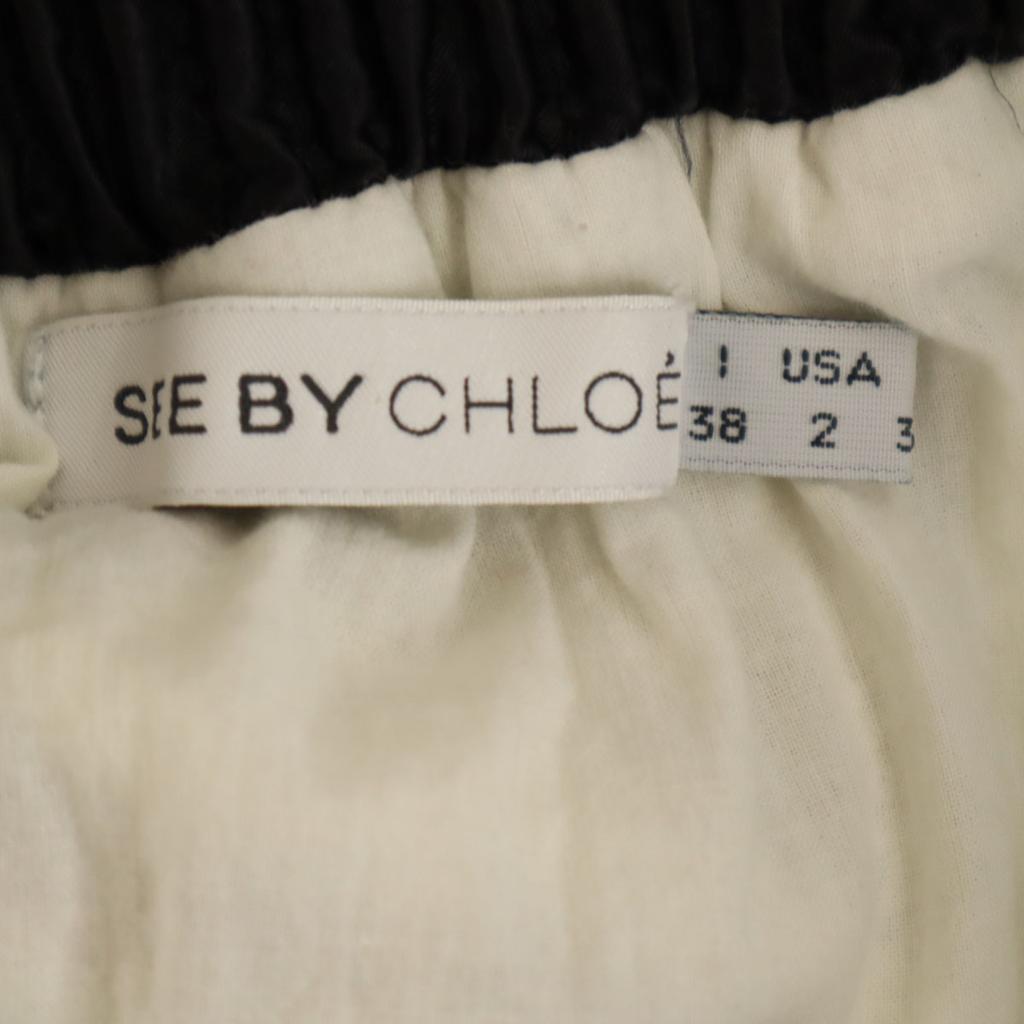 SEE BY CHLOÉ
I USA
38 2 3